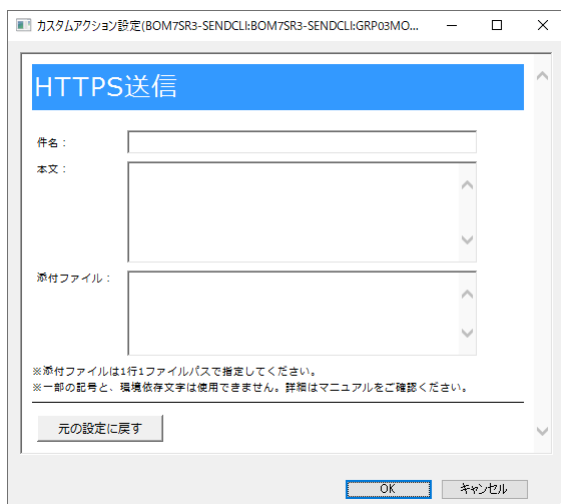 カスタムアクション設定(BOM7SR3-SENDCLI:BOM7SR3-SENDCLI:GRP03MO...
HTTPS送信
件名：
本文：
添付ファイル：
※添付ファイルは1行1ファイルパスで指定してください。
※一部の記号と、環境依存文字は使用できません。詳細はマニュアルをご確認ください。
元の設定に戻す
OK
キャンセル